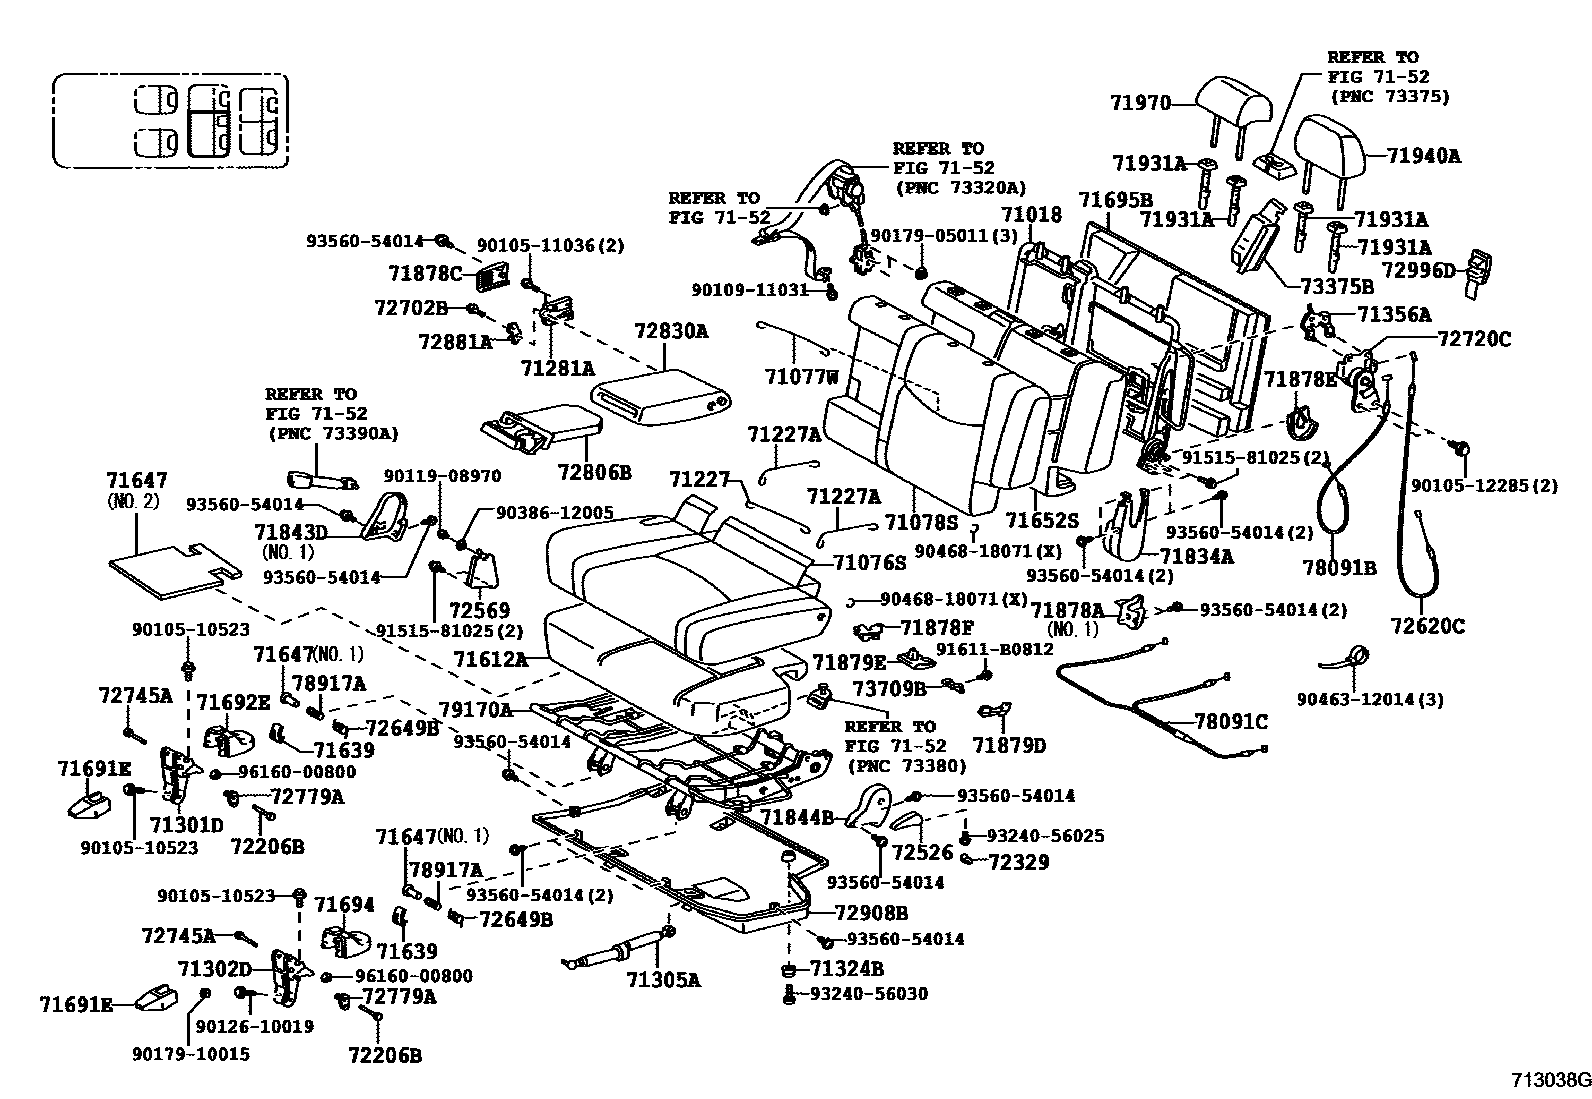 REFER TO
FIG 71-52
(PNC 73375)
71970
71940A
71931A
71931A
71931A
71931A
REFER TO
FIG 71-52
(PNC 73320A)
REFER TO
FIG 71-52
71018
71695B
72996D
73375B
93560-54014
90105-11036(2)
71878C
90179-05011(3)
90109-11031
71356A
72720C
72702B
72881A
72830A
71281A
71077W
71878E
REFER TO
FIG 71-52
(PNC 73390A)
71227A
91515-81025(2)
72806B
90119-08970
71647
(NO.2)
71227
71227A
90105-12285(2)
93560-54014
90386-12005
71078S
71652S
71843D
(NO.1)
93560-54014(2)
90468-18071(X)
71834A
93560-54014
71076S
93560-54014(2)
78091B
72569
90468-18071(X)
71878A
(NO.1)
93560-54014(2)
72620C
90105-10523
91515-81025(2)
71878F
71647(NO.1)
71612A
71879E
91611-B0812
78917A
73709B
72745A
71692E
79170A
90463-12014(3)
72649B
78091C
71639
93560-54014
REFER TO
FIG 71-52
(PNC 73380)
71879D
71691E
96160-00800
72779A
93560-54014
71301D
71844B
90105-10523
72206B
71647(NO.1)
93240-56025
72526
72329
78917A
93560-54014
90105-10523
93560-54014(2)
71694
72649B
72908B
72745A
71639
93560-54014
71302D
96160-00800
71305A
71324B
71691E
72779A
93240-56030
90126-10019
90179-10015
72206B
713038G